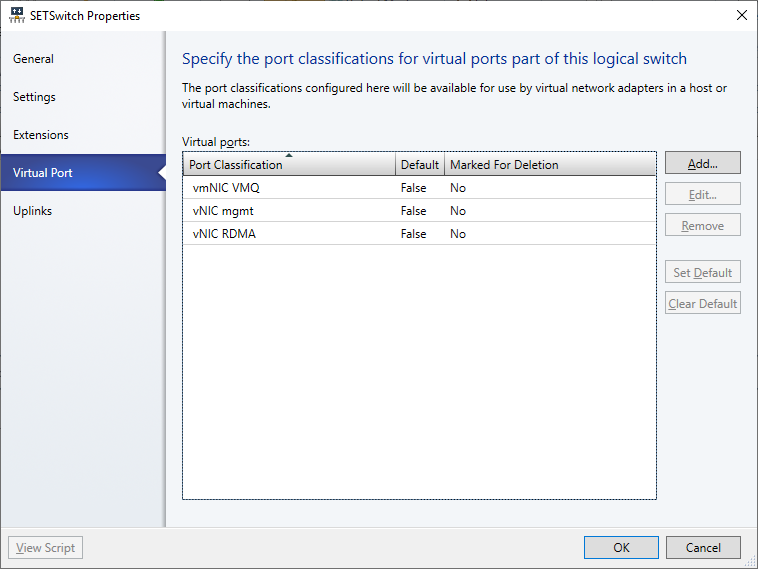 SETSwitch Properties
General
Settings
Extensions
Virtual Port
Uplinks
Specify the port classifications for virtual ports part of this logical switch
The port classifications configured here will be available for use by virtual network adapters in a host or
virtual machines.
Virtual ports:
Port Classification Default Marked For Deletion
vmNIC VMQ False No
vNIC mgmt False No
vNIC RDMA False No
Add...
Edit...
Remove
Set Default
Clear Default
View Script
OK
Cancel